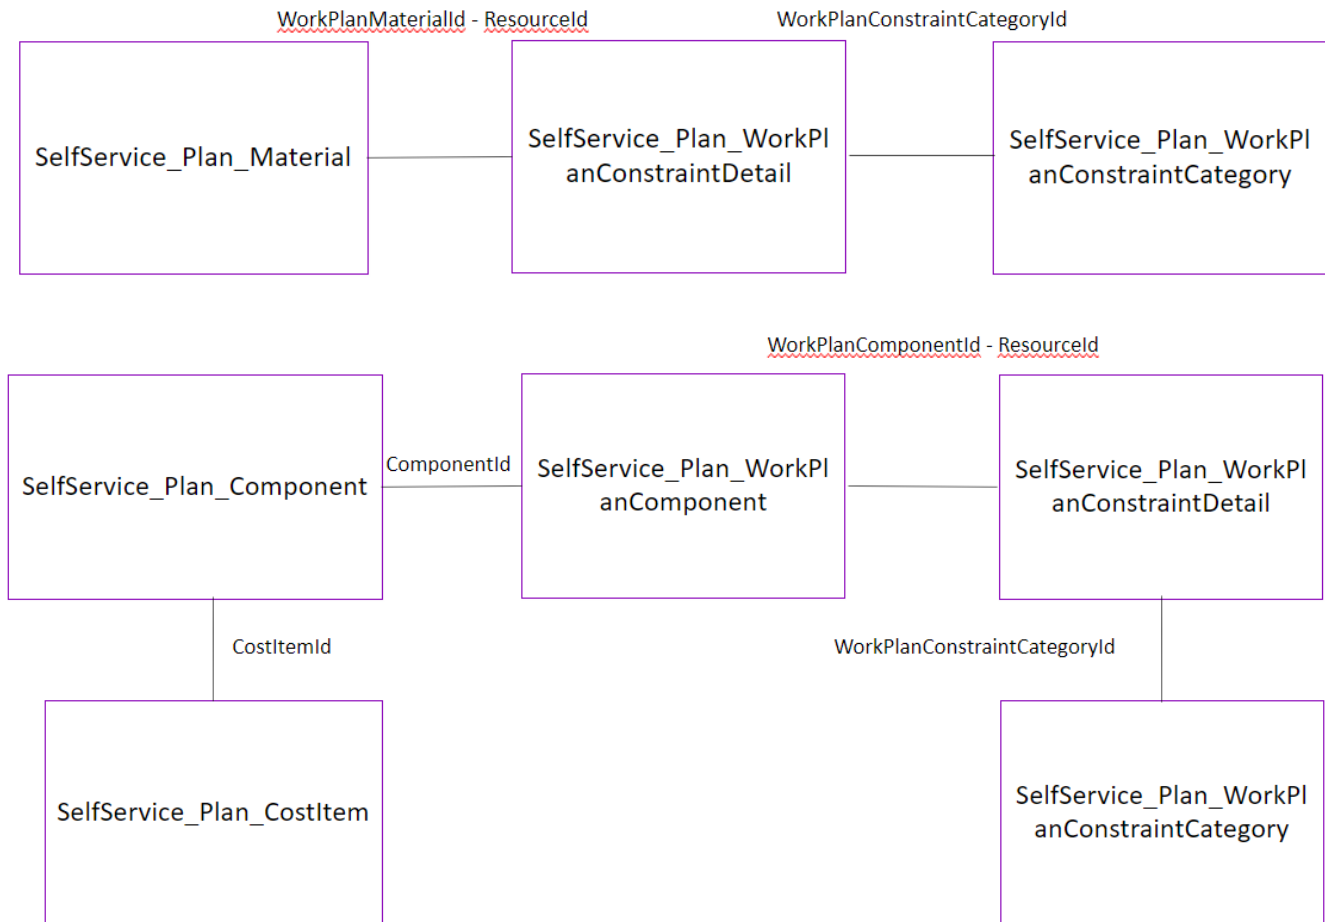 WorkPlanMaterialId - ResourceId
WorkPlanConstraintCategoryId
SelfService_Plan_Material
SelfService_Plan_WorkPl
anConstraintDetail
SelfService_Plan_WorkPl
anConstraintCategory
WorkPlanComponentId - ResourceId
SelfService_Plan_Component
ComponentId
SelfService_Plan_WorkPl
anComponent
SelfService_Plan_WorkPl
anConstraintDetail
CostItemId
WorkPlanConstraintCategoryId
SelfService_Plan_CostItem
SelfService_Plan_WorkPl
anConstraintCategory